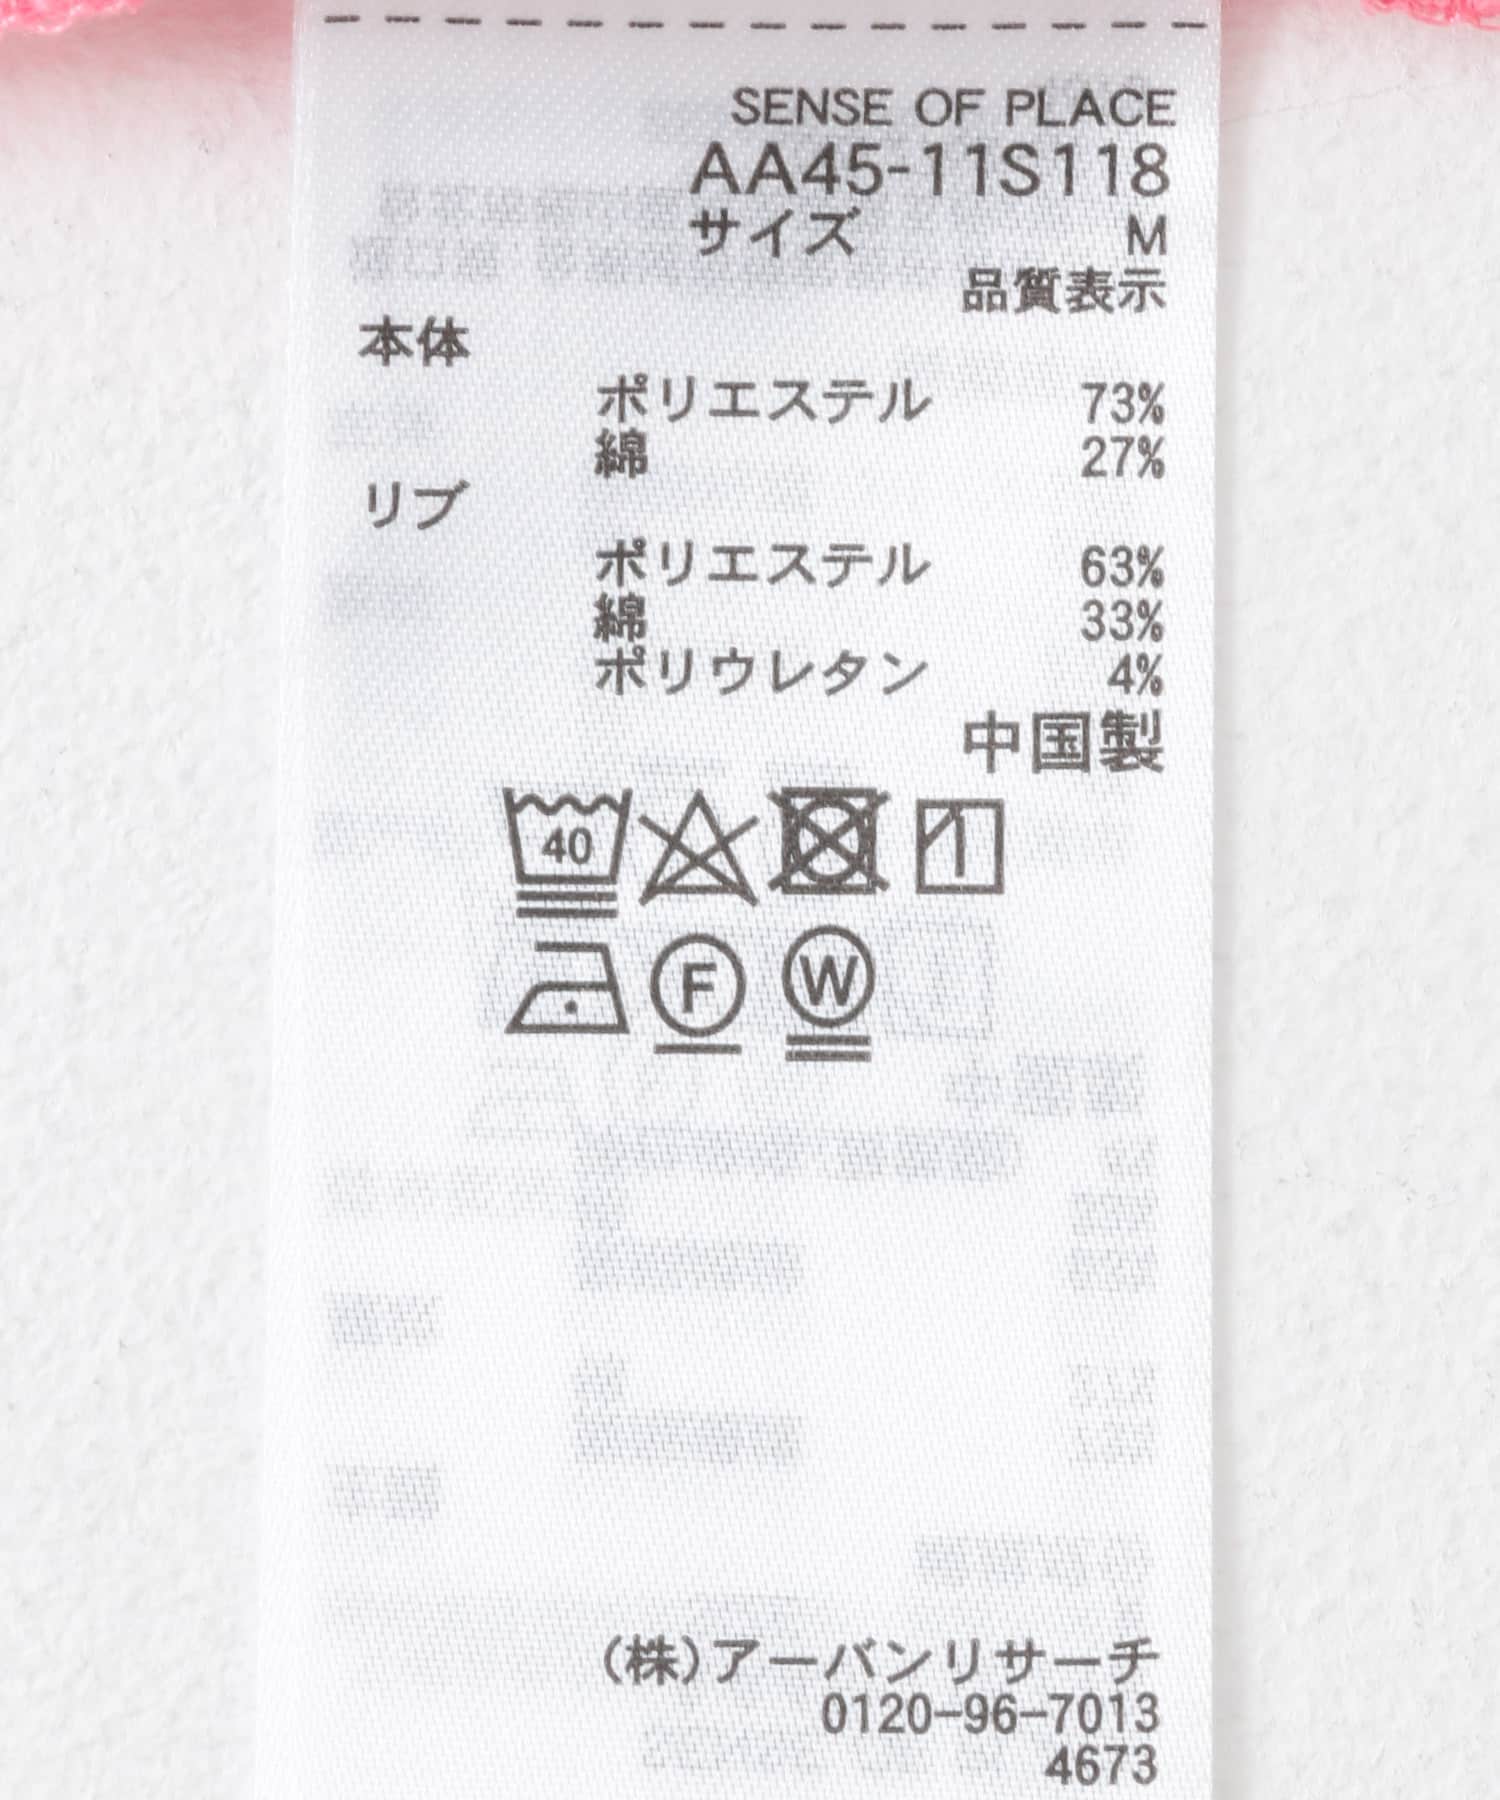 SENSE OF PLACE
AA45-11S118
サイズ M
品質表示
本体
ポリエステル 73%
綿 27%
リブ
ポリエステル 63%
綿 33%
ポリウレタン 4%
中国製
40
F W
(株)アーバンリサーチ
0120-96-7013
4673